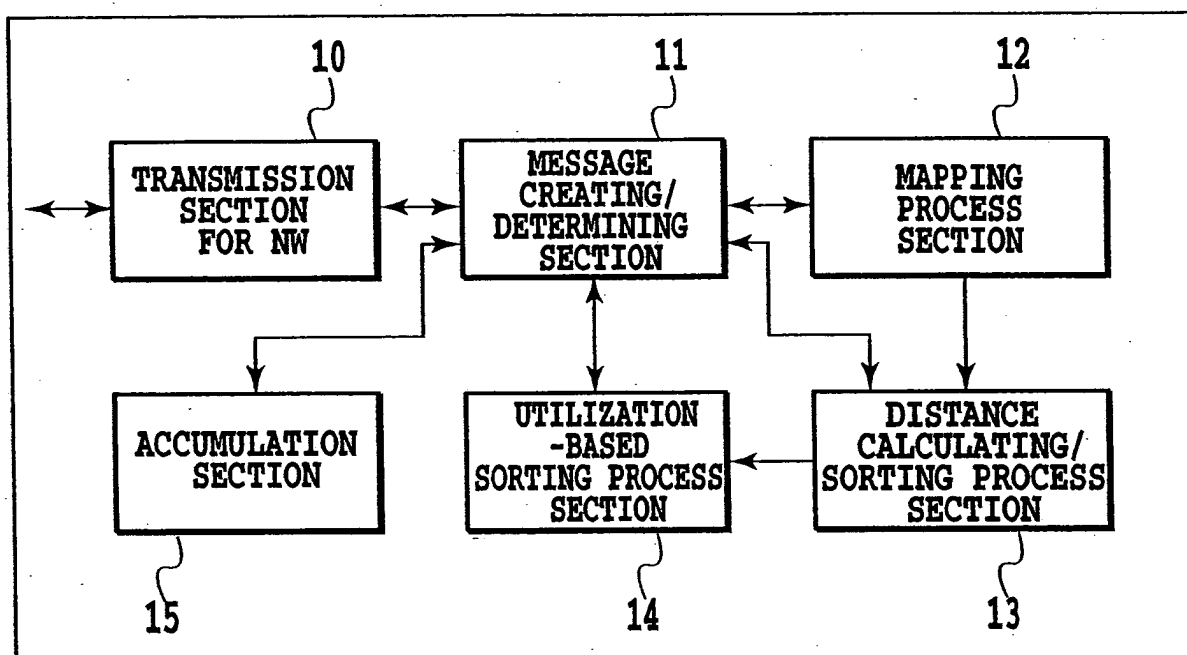 10
11
12
TRANSMISSION
SECTION
FOR NW
MESSAGE
CREATING/
DETERMINING
SECTION
MAPPING
PROCESS
SECTION
ACCUMULATION
SECTION
UTILIZATION
-BASED
SORTING PROCESS
SECTION
DISTANCE
CALCULATING/
SORTING PROCESS
SECTION
15
14
13